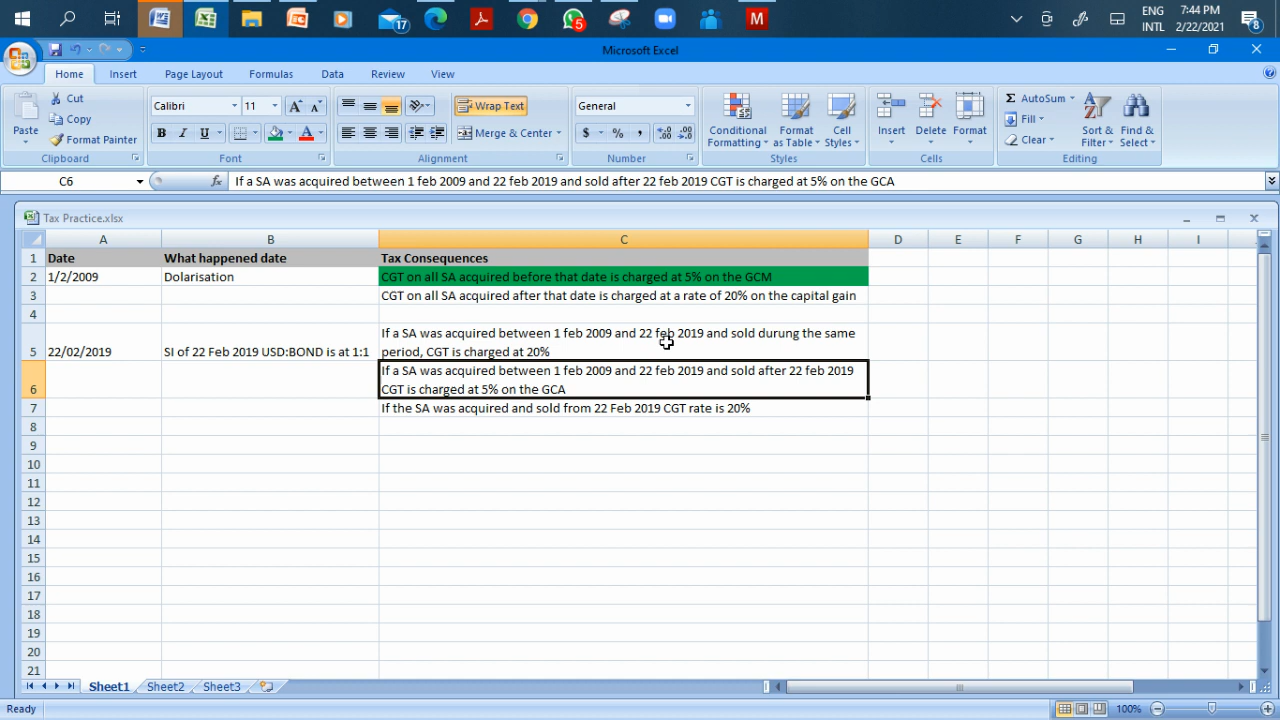 17
5
ENG
INTL
7:44 PM
2/22/2021
8
Microsoft Excel
Home Insert Page Layout Formulas Data Review View
Paste
Cut
Copy
Format Painter
Clipboard
Calibri 11
B I U
Font
Wrap Text
Merge & Center
Alignment
General
$ % ,
Number
Conditional Formatting
Format as Table
Cell Styles
Styles
Insert Delete Format
Cells
AutoSum
Fill
Clear
Sort & Filter
Find & Select
Editing
C6
fx If a SA was acquired between 1 feb 2009 and 22 feb 2019 and sold after 22 feb 2019 CGT is charged at 5% on the GCA
Tax Practice.xlsx
A B C D E F G H I
1 Date What happened date Tax Consequences
2 1/2/2009 Dolarisation CGT on all SA acquired before that date is charged at 5% on the GCM
3 CGT on all SA acquired after that date is charged at a rate of 20% on the capital gain
4
If a SA was acquired between 1 feb 2009 and 22 feb 2019 and sold durung the same
5 22/02/2019 SI of 22 Feb 2019 USD:BOND is at 1:1 period, CGT is charged at 20%
If a SA was acquired between 1 feb 2009 and 22 feb 2019 and sold after 22 feb 2019
6 CGT is charged at 5% on the GCA
7 If the SA was acquired and sold from 22 Feb 2019 CGT rate is 20%
8
9
10
11
12
13
14
15
16
17
18
19
20
21
Sheet1 Sheet2 Sheet3
Ready
100%